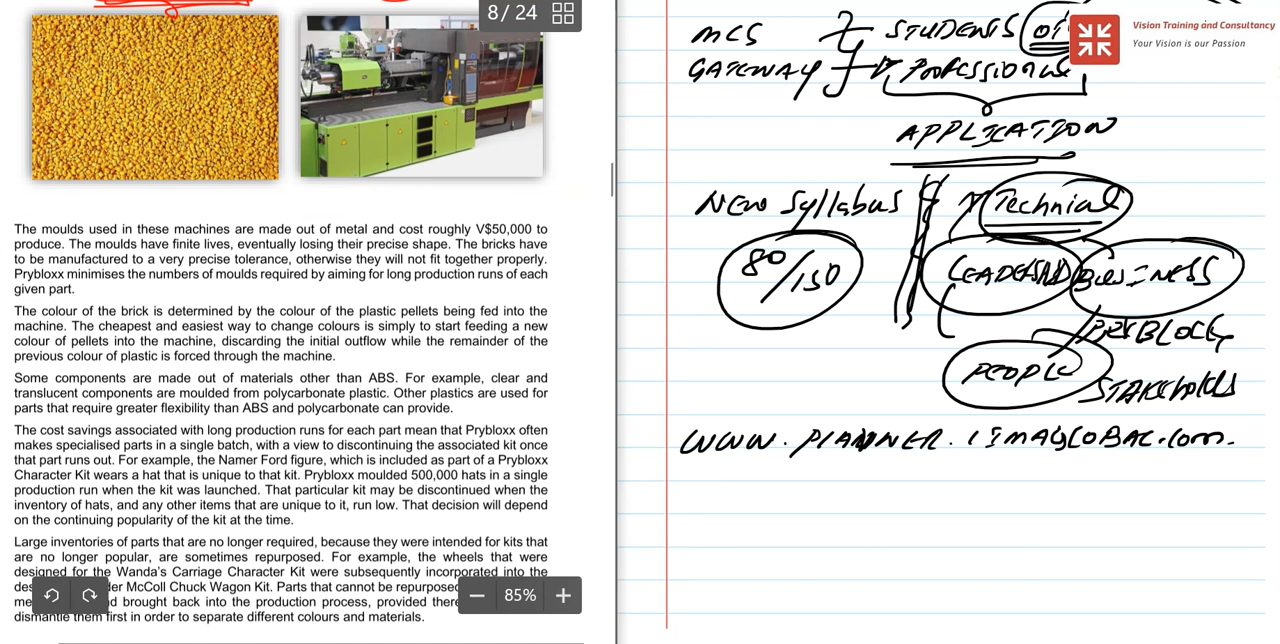 8 / 24
The moulds used in these machines are made out of metal and cost roughly V$50,000 to
produce. The moulds have finite lives, eventually losing their precise shape. The bricks have
to be manufactured to a very precise tolerance, otherwise they will not fit together properly.
Prybloxx minimises the numbers of moulds required by aiming for long production runs of each
given part.
The colour of the brick is determined by the colour of the plastic pellets being fed into the
machine. The cheapest and easiest way to change colours is simply to start feeding a new
colour of pellets into the machine, discarding the initial outflow while the remainder of the
previous colour of plastic is forced through the machine.
Some components are made out of materials other than ABS. For example, clear and
translucent components are moulded from polycarbonate plastic. Other plastics are used for
parts that require greater flexibility than ABS and polycarbonate can provide.
The cost savings associated with long production runs for each part mean that Prybloxx often
makes specialised parts in a single batch, with a view to discontinuing the associated kit once
that part runs out. For example, the Namer Ford figure, which is included as part of a Prybloxx
Character Kit wears a hat that is unique to that kit. Prybloxx moulded 500,000 hats in a single
production run when the kit was launched. That particular kit may be discontinued when the
inventory of hats, and any other items that are unique to it, run low. That decision will depend
on the continuing popularity of the kit at the time.
Large inventories of parts that are no longer required, because they were intended for kits that
are no longer popular, are sometimes repurposed. For example, the wheels that were
designed for the Wanda's Carriage Character Kit were subsequently incorporated into the
des er McColl Chuck Wagon Kit. Parts that cannot be repurposed
me d brought back into the production process, provided there
dismantle them first in order to separate different colours and materials.
85%
MCS STUDENTS
GATEWAY PROFESSIONALS
Vision Training and Consultancy
Your Vision is our Passion
APPLICATION
NEW Syllabus Technical
80/150 LEADERSHIP BUSINESS
PRYBLOCX
PEOPLE STAKEHOLDERS
WWW.PLANNER.CIMAGLOBAL.COM.